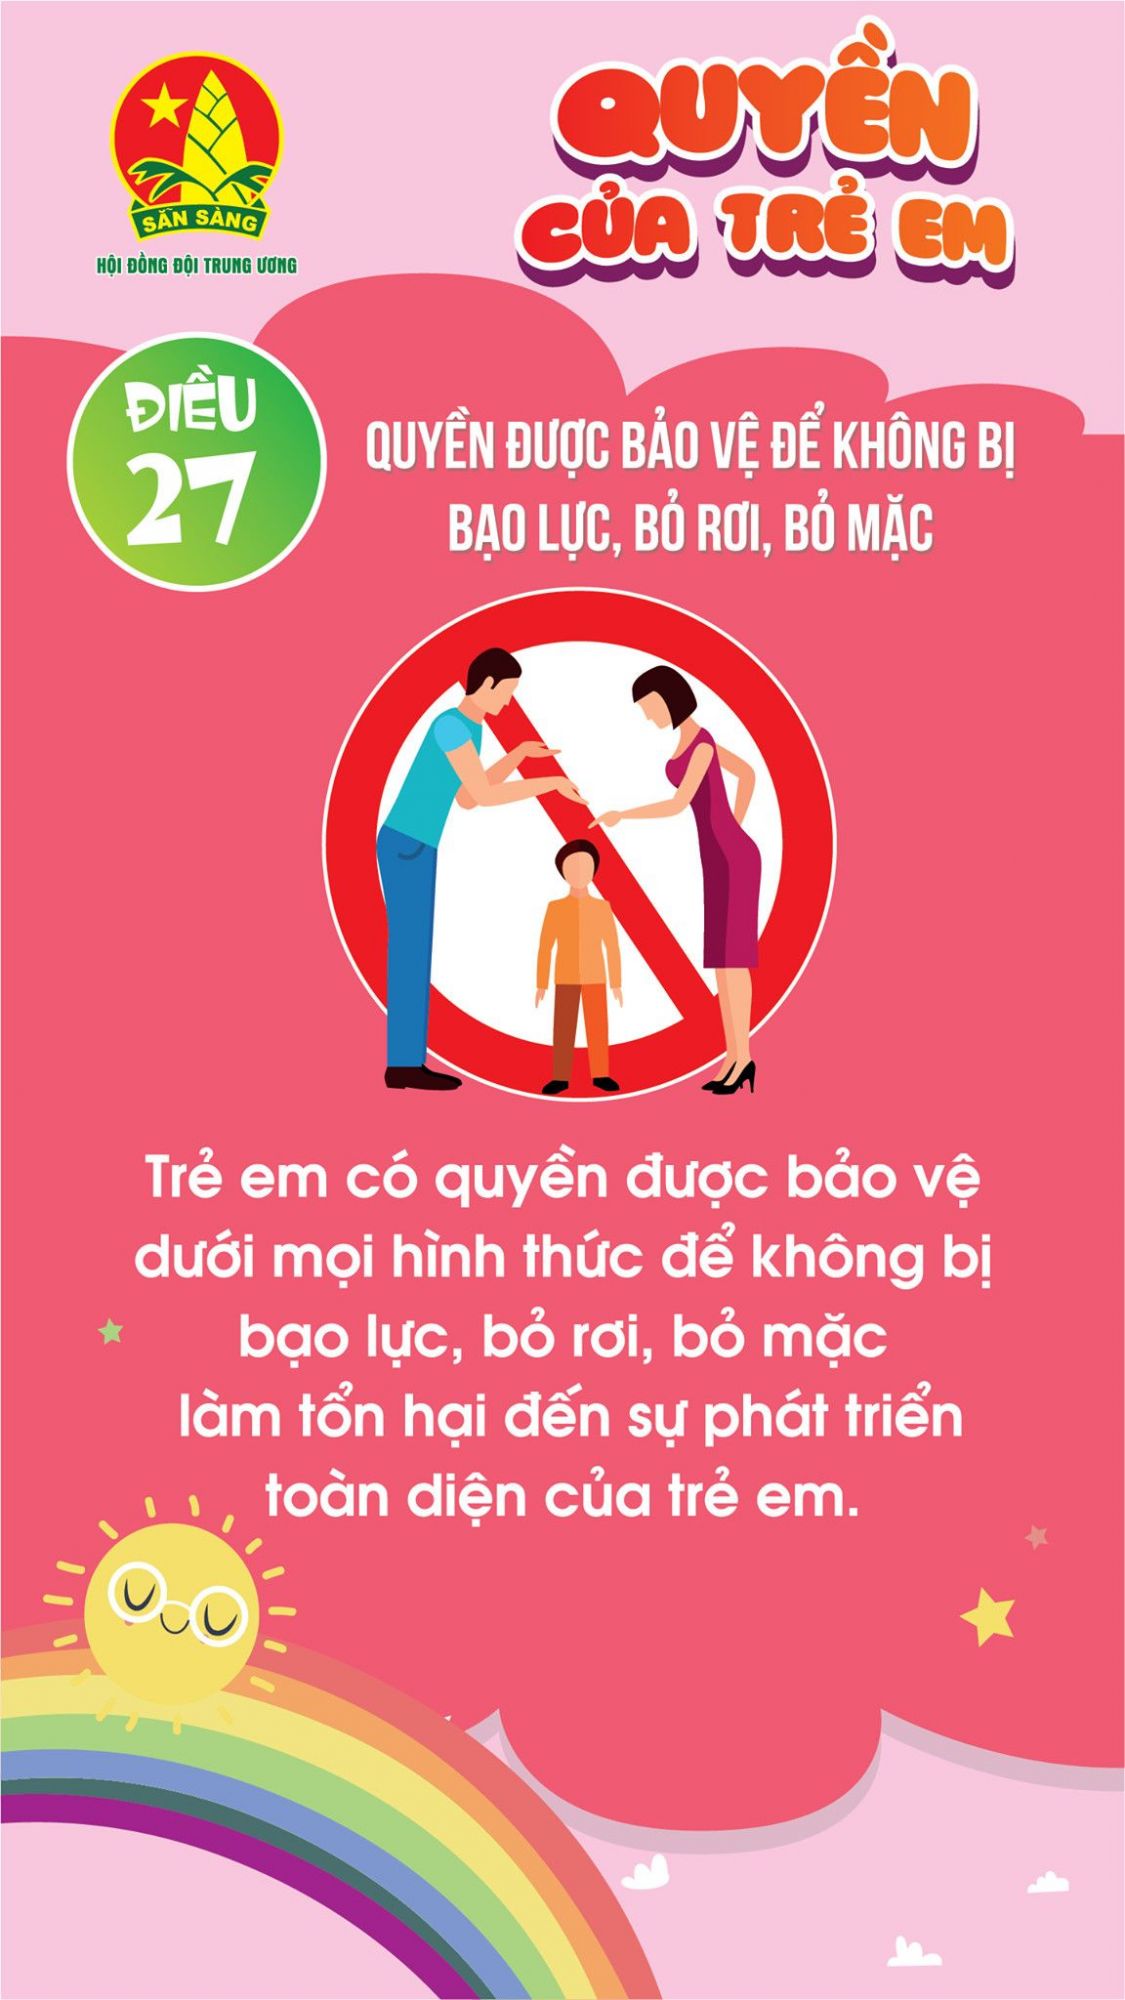 SẴN SÀNG
HỘI ĐỒNG ĐỘI TRUNG ƯƠNG
QUYỀN
CỦA TRẺ EM
ĐIỀU
27
QUYỀN ĐƯỢC BẢO VỆ ĐỂ KHÔNG BỊ
BẠO LỰC, BỎ RƠI, BỎ MẶC
Trẻ em có quyền được bảo vệ
dưới mọi hình thức để không bị
bạo lực, bỏ rơi, bỏ mặc
làm tổn hại đến sự phát triển
toàn diện của trẻ em.